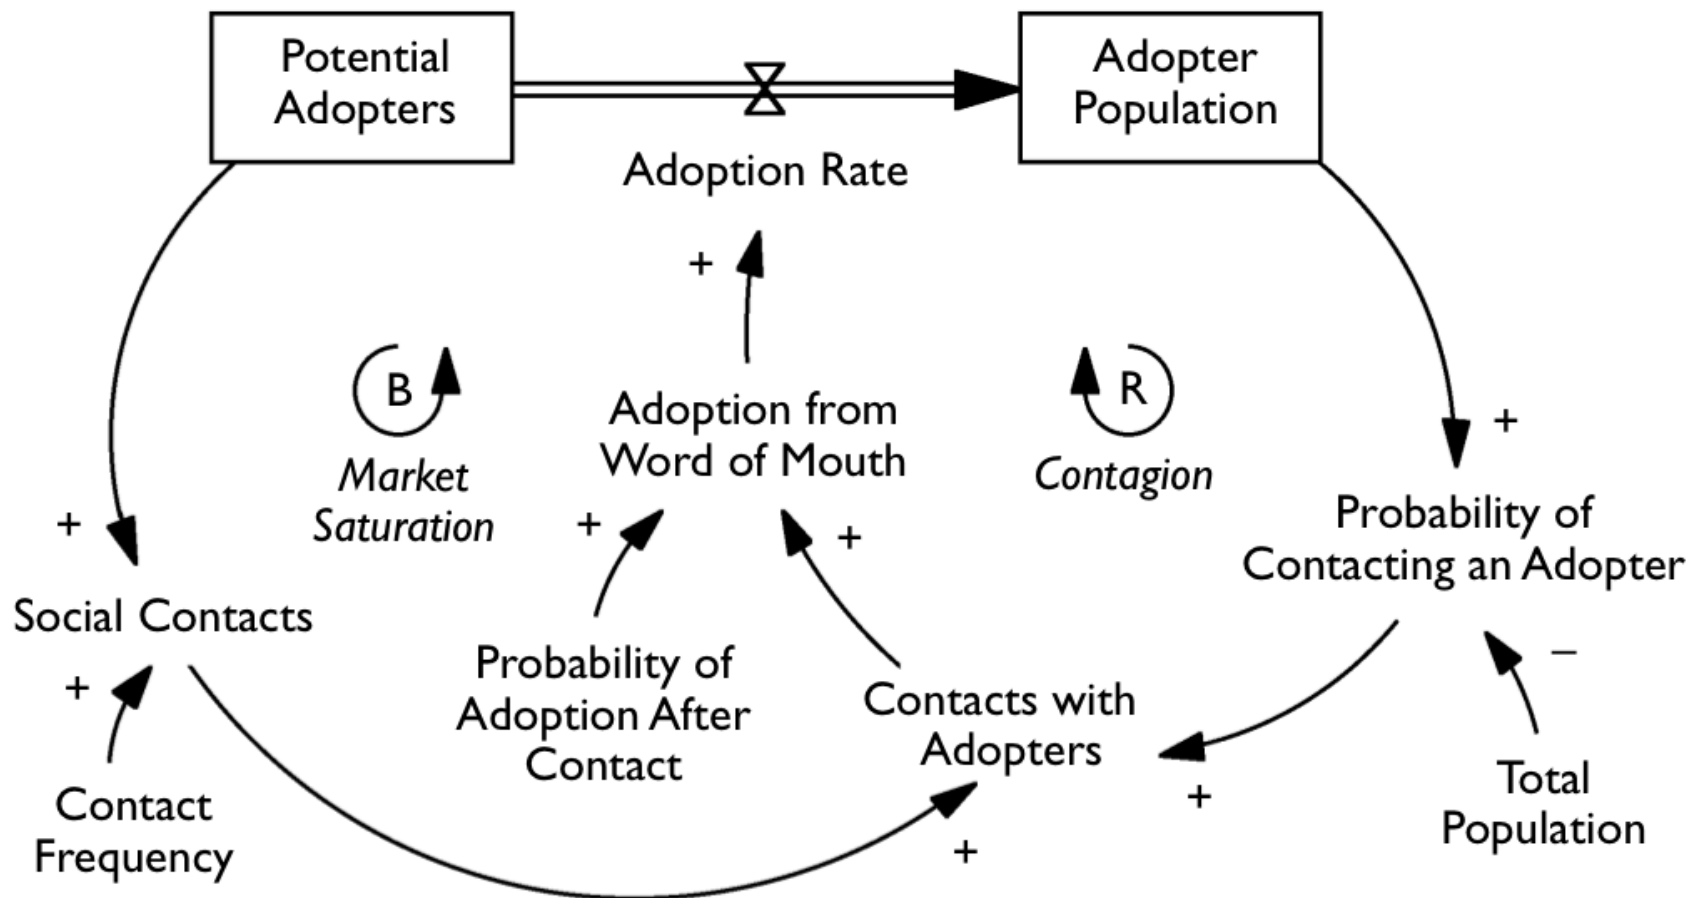 Potential
Adopters
Adopter
Population
Adoption Rate
+
B
Market
Saturation
Adoption from
Word of Mouth
R
Contagion
+
+
+
+
Probability of
Contacting an Adopter
Social Contacts
+
Probability of
Adoption After
Contact
Contacts with
Adopters
+
–
Contact
Frequency
+
Total
Population